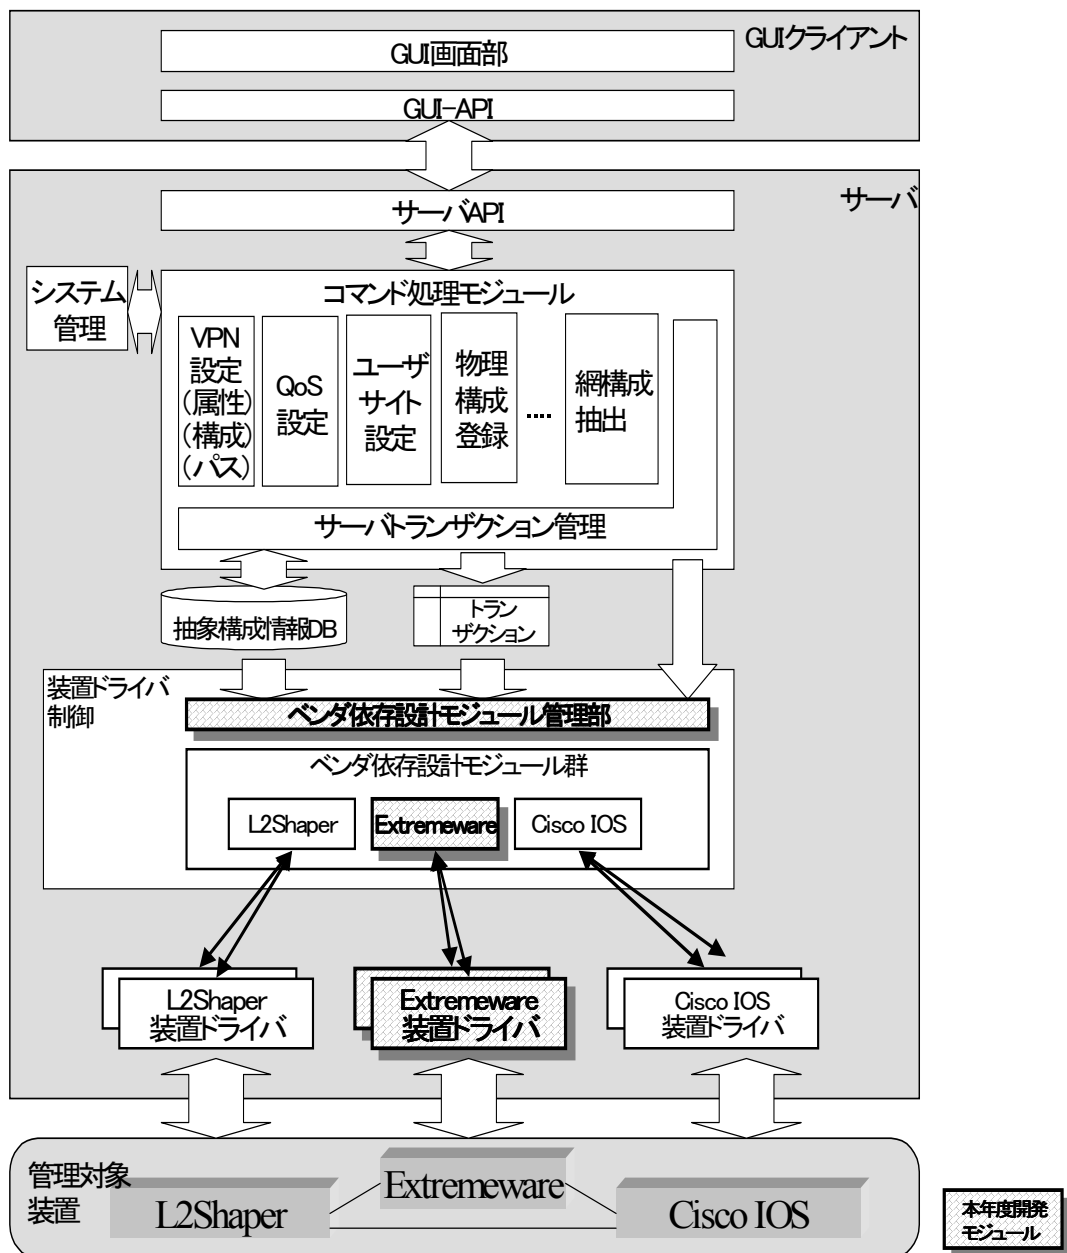 GUIクライアント
GUI画面部
GUI-API
サーバ
サーバAPI
システム
管理
コマンド処理モジュール
VPN
設定
(属性)
(構成)
(パス)
QoS
設定
ユーザ
サイト
設定
物理
構成
登録
....
網構成
抽出
サーバトランザクション管理
抽象構成情報DB
トラン
ザクション
装置ドライバ
制御
ベンダ依存設計モジュール管理部
ベンダ依存設計モジュール群
L2Shaper
Extremeware
Cisco IOS
L2Shaper
装置ドライバ
Extremeware
装置ドライバ
Cisco IOS
装置ドライバ
管理対象
装置
L2Shaper
Extremeware
Cisco IOS
本年度開発
モジュール